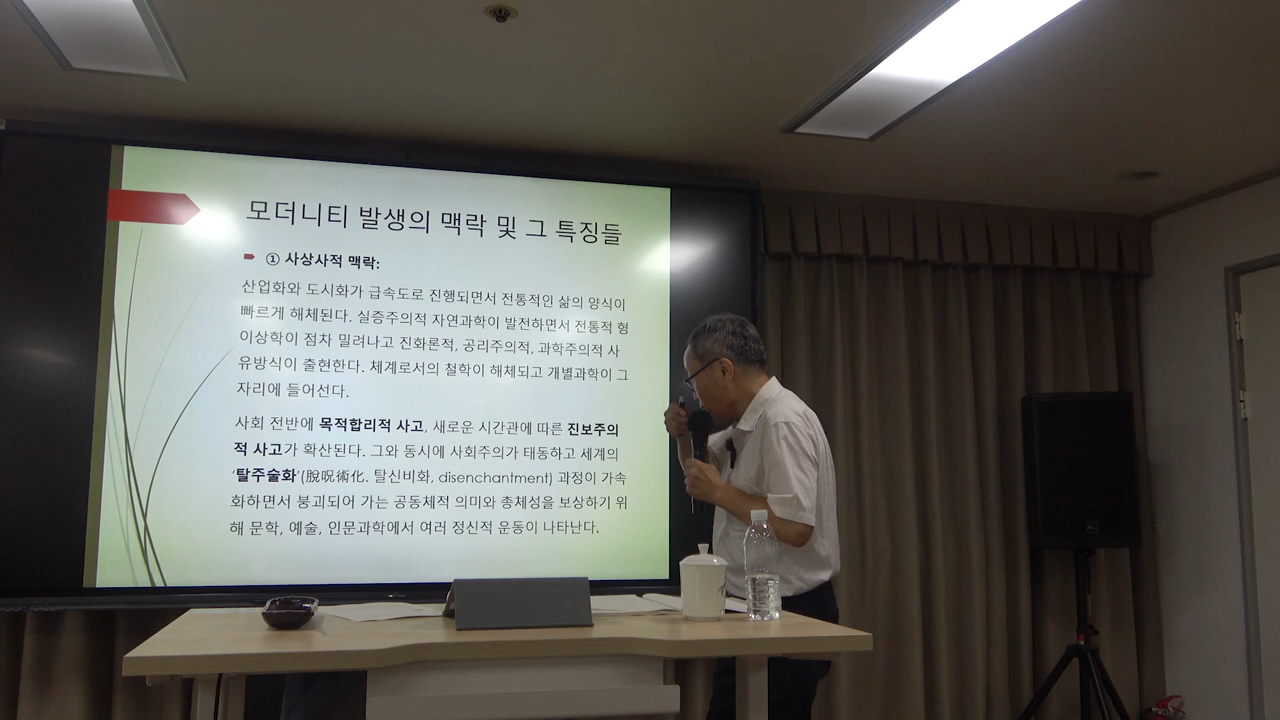 모더니티 발생의 맥락 및 그 특징들
① 사상사적 맥락:
산업화와 도시화가 급속도로 진행되면서 전통적인 삶의 양식이
빠르게 해체된다. 실증주의적 자연과학이 발전하면서 전통적 형
이상학이 점차 밀려나고 진화론적, 공리주의적, 과학주의적 사
유방식이 출현한다. 체계로서의 철학이 해체되고 개별과학이 그
자리에 들어선다.
사회 전반에 목적합리적 사고, 새로운 시간관에 따른 진보주의
적 사고가 확산된다. 그와 동시에 사회주의가 태동하고 세계의
‘탈주술화’(脫呪術化. 탈신비화, disenchantment) 과정이 가속
화하면서 붕괴되어 가는 공동체적 의미와 총체성을 보상하기 위
해 문학, 예술, 인문과학에서 여러 정신적 운동이 나타난다.